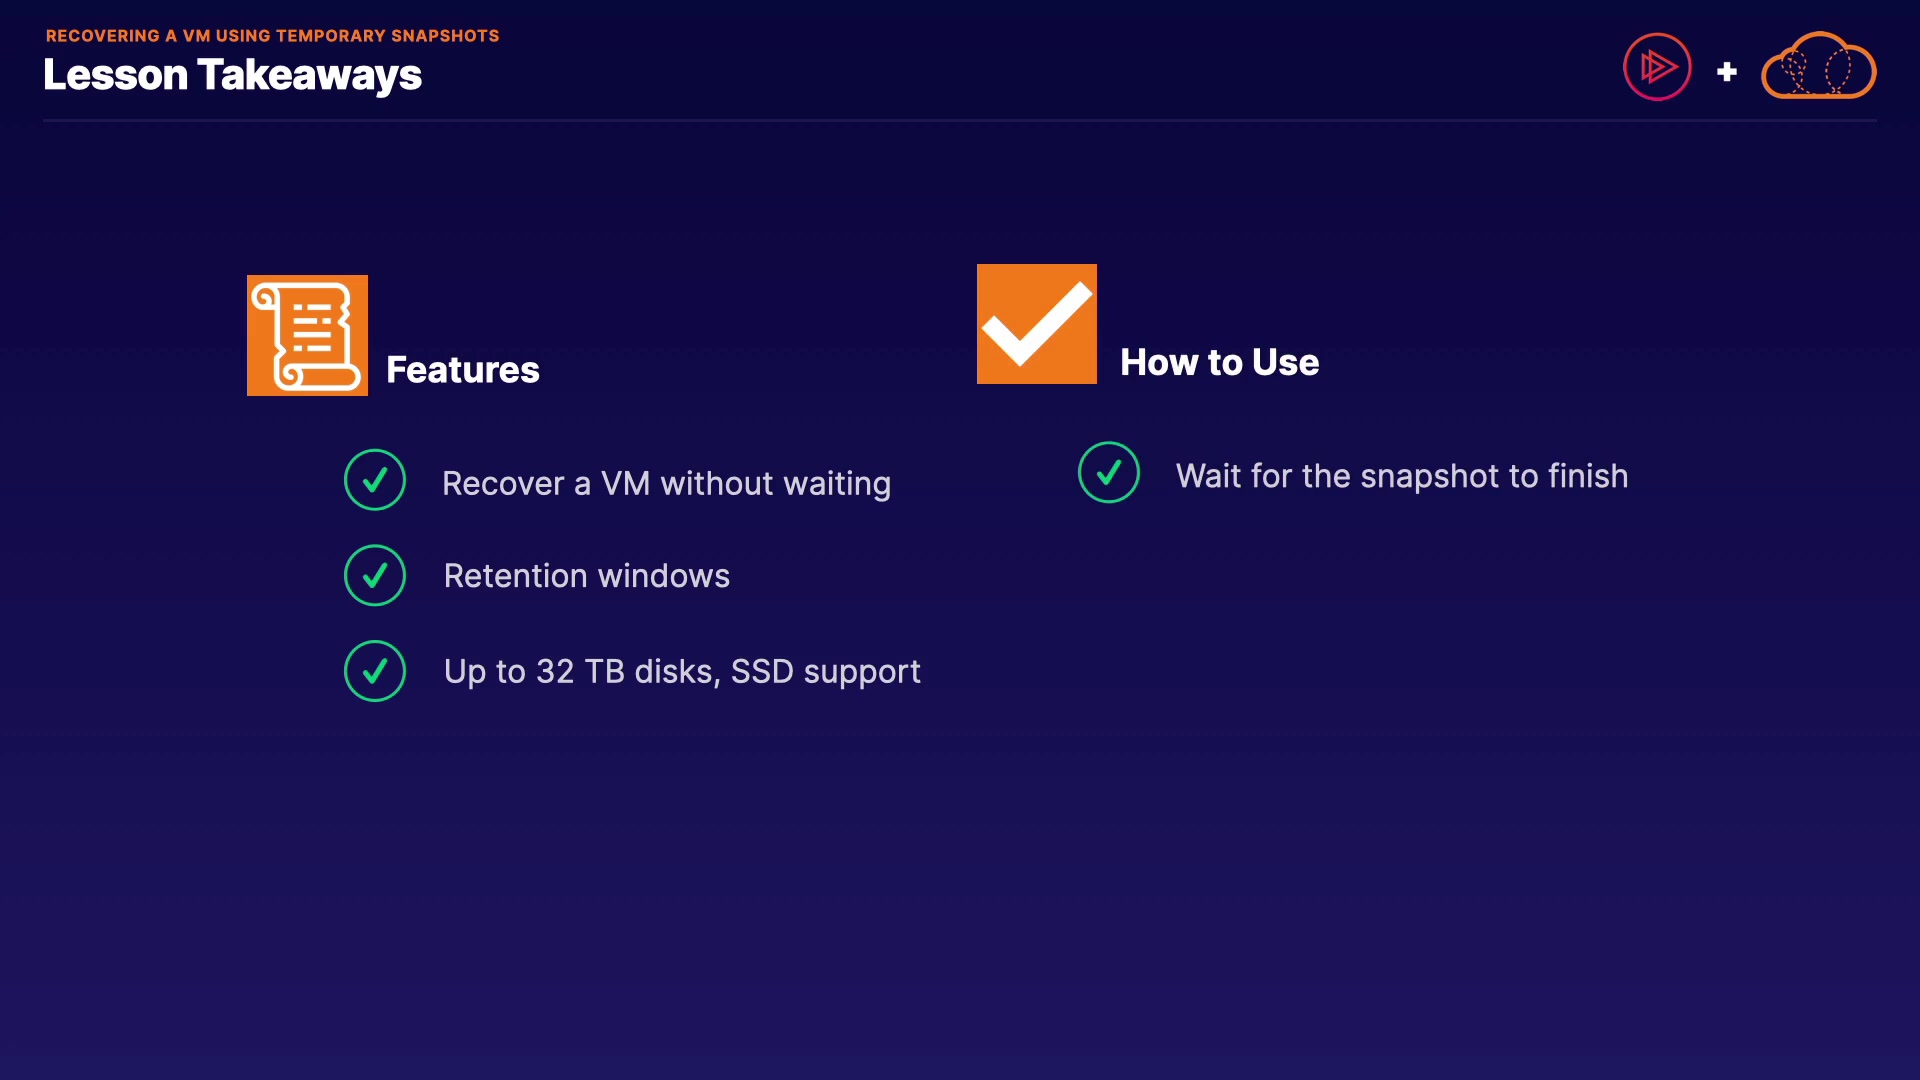 RECOVERING A VM USING TEMPORARY SNAPSHOTS
Lesson Takeaways
Features
Recover a VM without waiting
Retention windows
Up to 32 TB disks, SSD support
How to Use
Wait for the snapshot to finish